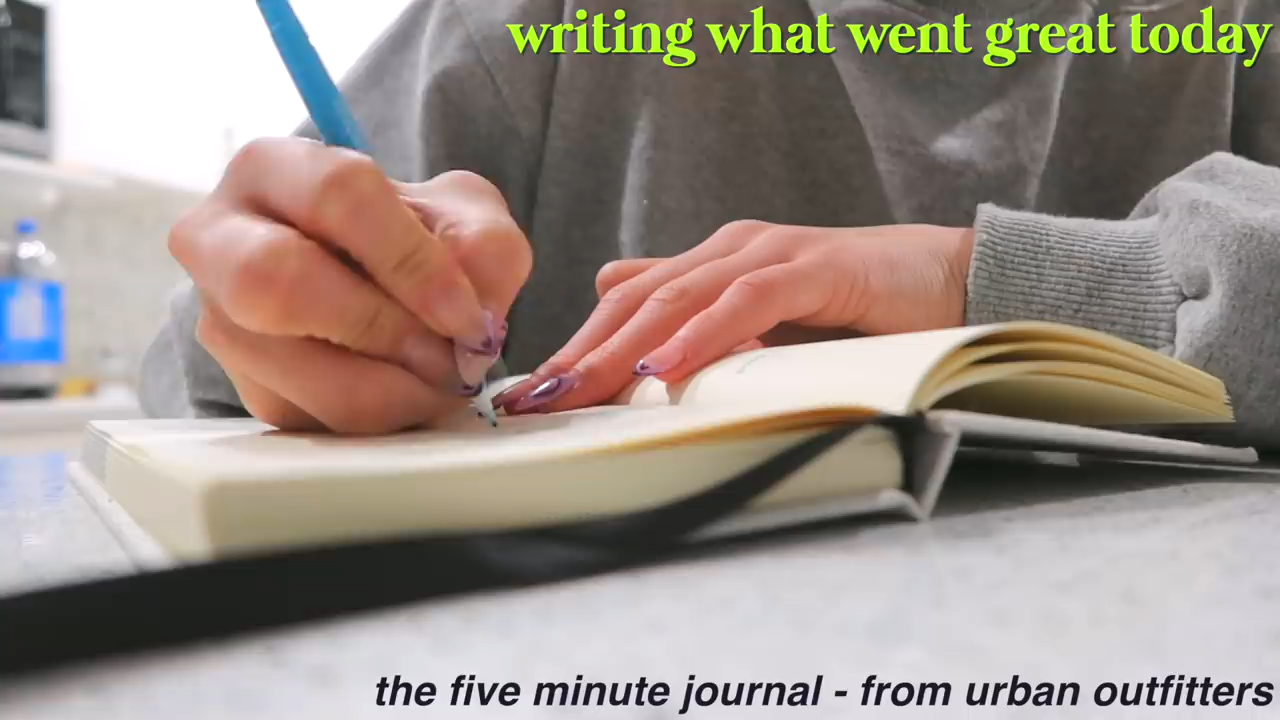 writing what went great today
the five minute journal - from urban outfitters